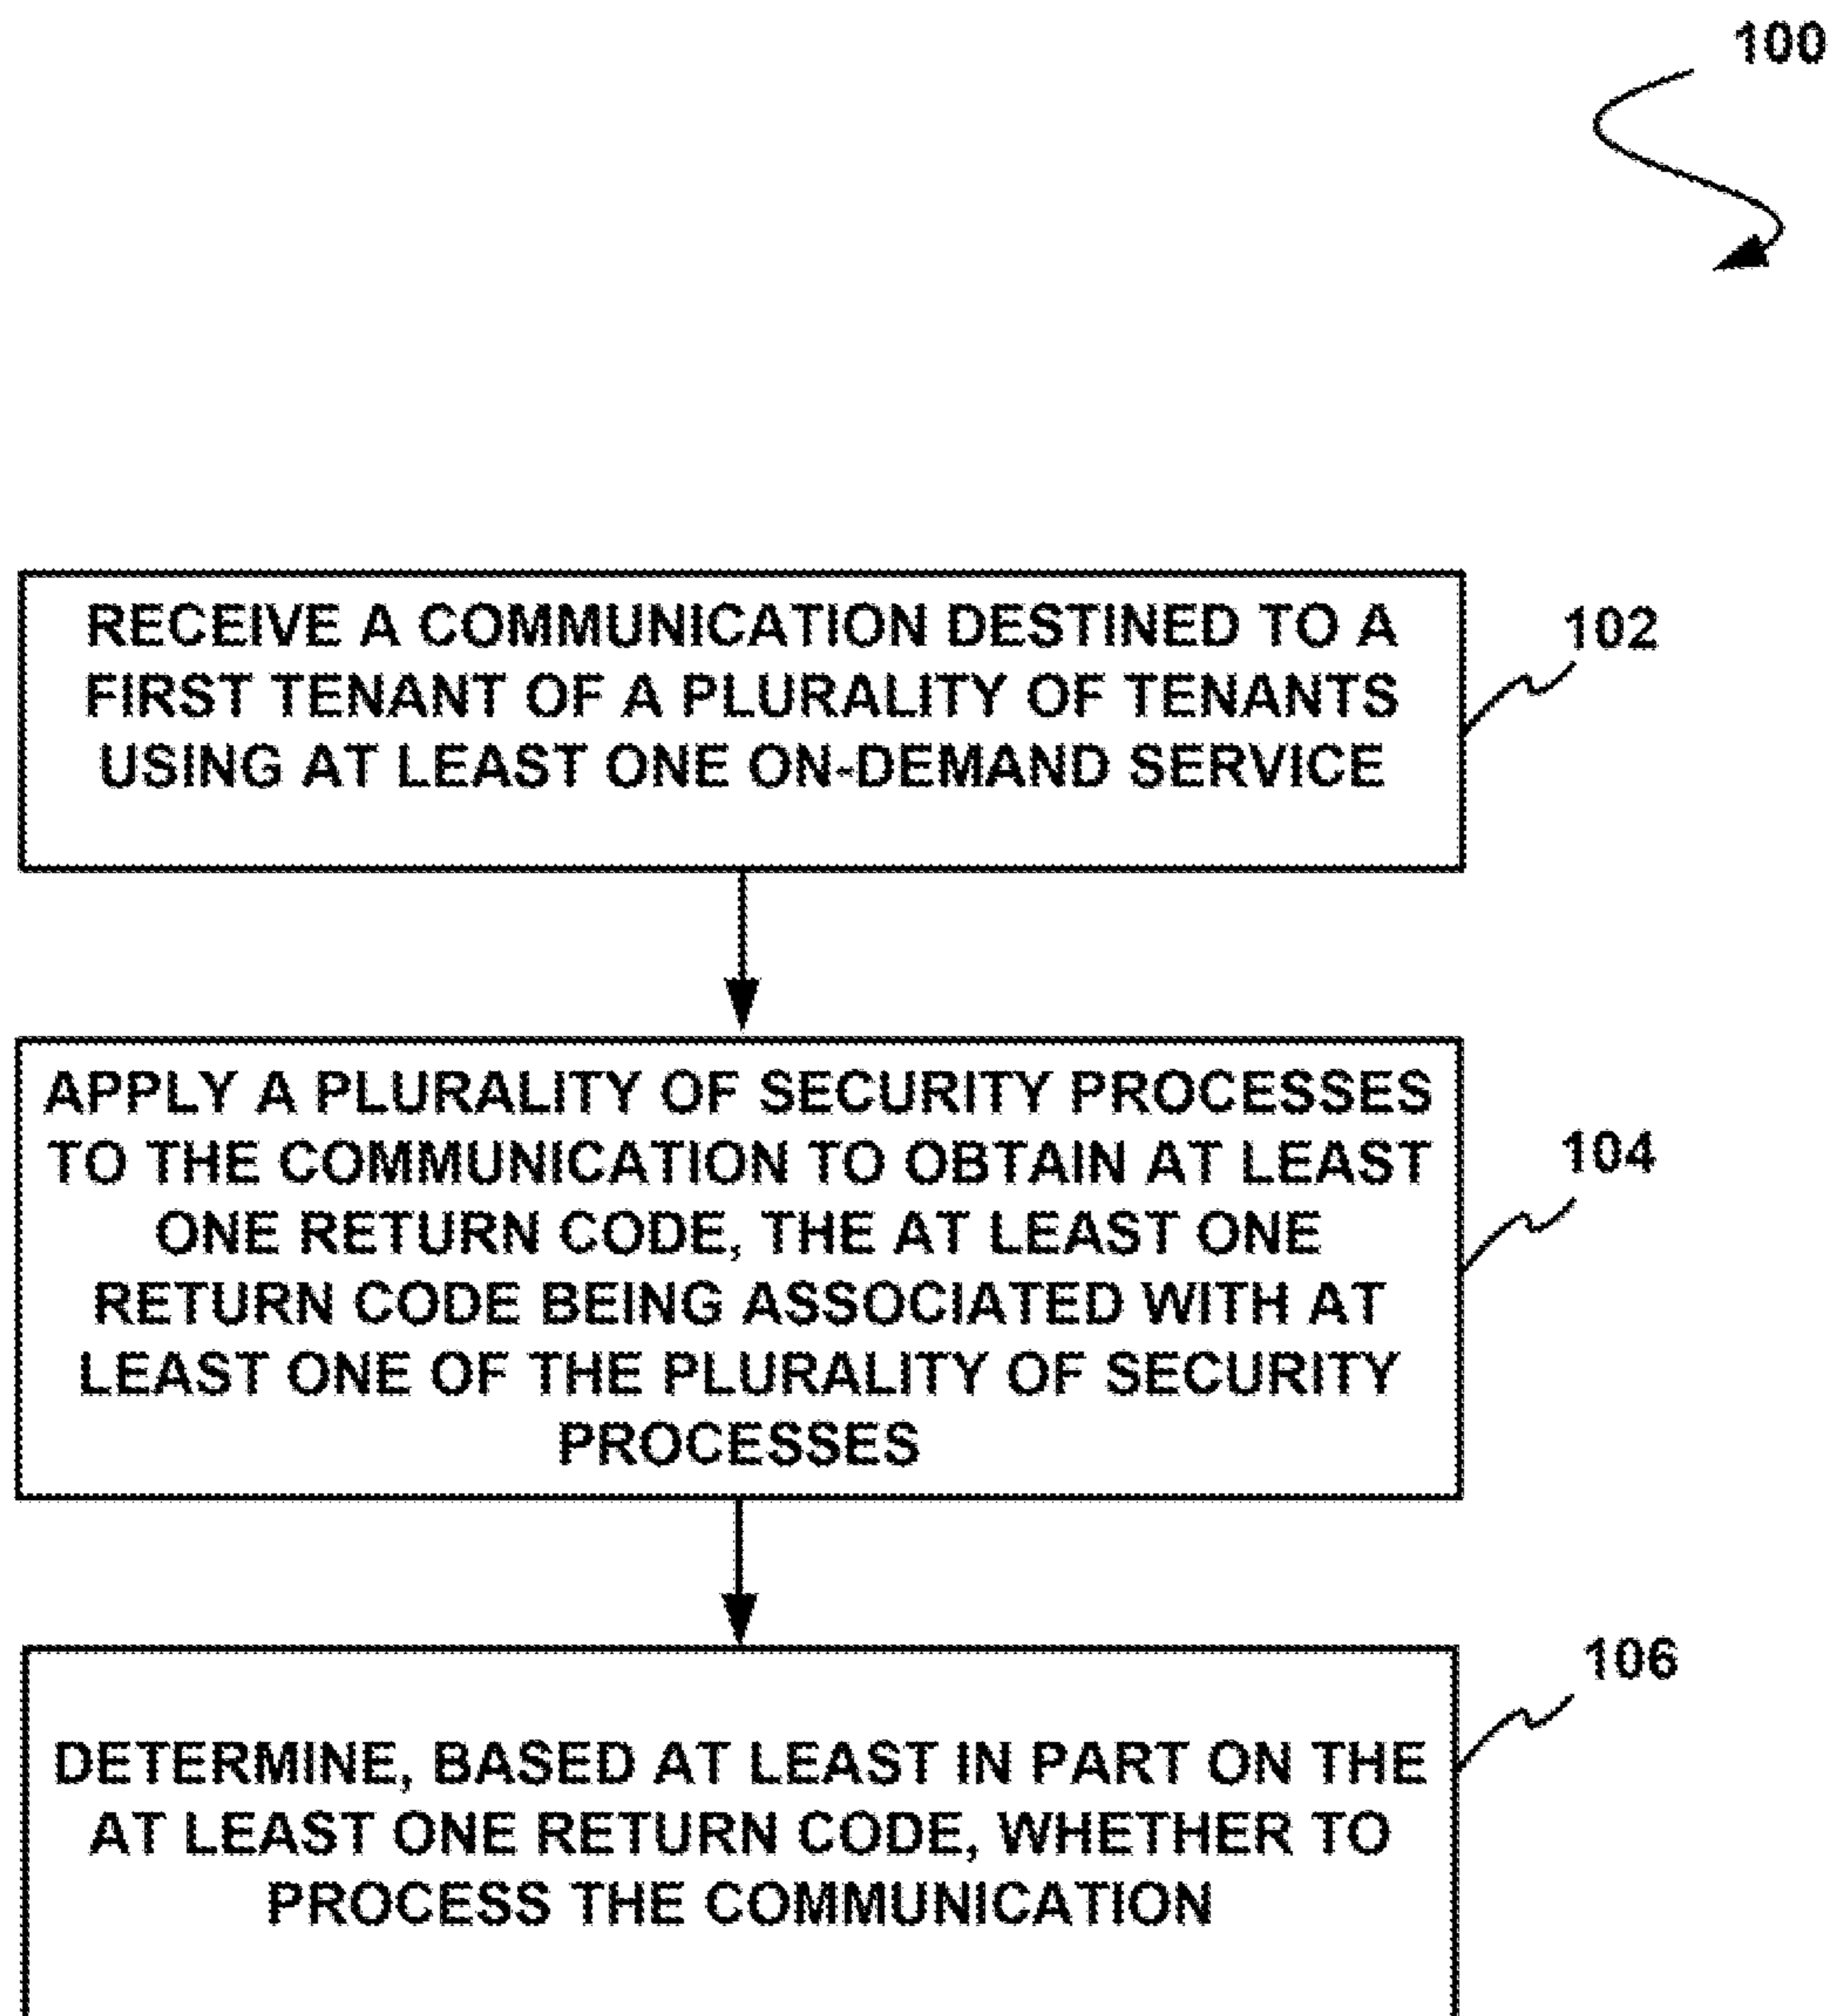 100
RECEIVE A COMMUNICATION DESTINED TO A
FIRST TENANT OF A PLURALITY OF TENANTS
USING AT LEAST ONE ON-DEMAND SERVICE
102
APPLY A PLURALITY OF SECURITY PROCESSES
TO THE COMMUNICATION TO OBTAIN AT LEAST
ONE RETURN CODE, THE AT LEAST ONE
RETURN CODE BEING ASSOCIATED WITH AT
LEAST ONE OF THE PLURALITY OF SECURITY
PROCESSES
104
DETERMINE, BASED AT LEAST IN PART ON THE
AT LEAST ONE RETURN CODE, WHETHER TO
PROCESS THE COMMUNICATION
106